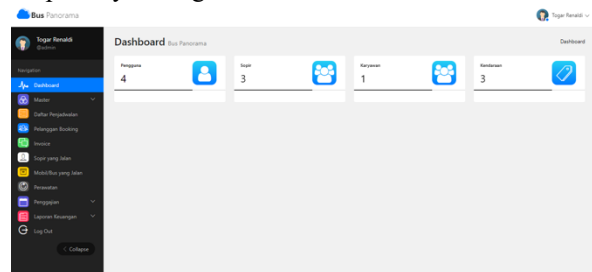 Bus Panorama
Togar Renaldi
Togar Renaldi
Dashboard Bus Panorama
Dashboard
Navigation
Dashboard
Master
Daftar Penjadwalan
Pelanggan Booking
Invoice
Sopir yang Jalan
Mobil/Bus yang Jalan
Perawatan
Penggajian
Laporan Keuangan
Log Out
Collapse
Pengguna
4
Sopir
3
Karyawan
1
Kendaraan
3